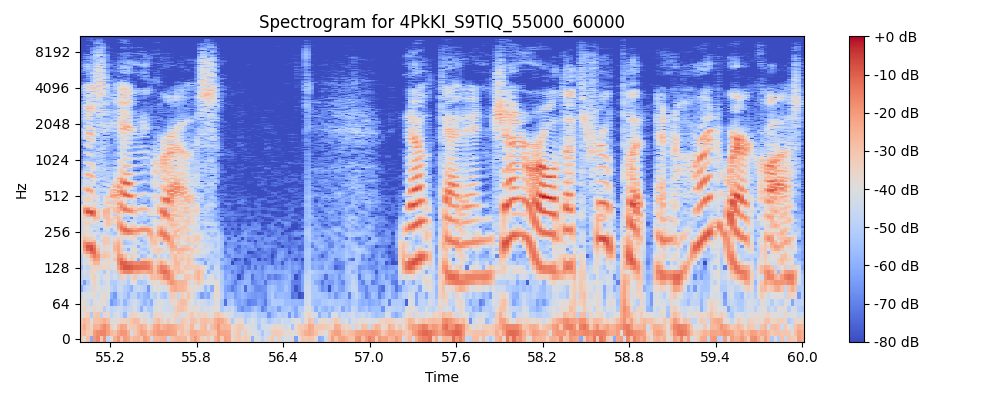 Spectrogram for 4PkKI_S9TIQ_55000_60000
8192
4096
2048
1024
512
256
128
64
0
Hz
55.2
55.8
56.4
57.0
57.6
58.2
58.8
59.4
60.0
Time
+0 dB
-10 dB
-20 dB
-30 dB
-40 dB
-50 dB
-60 dB
-70 dB
-80 dB